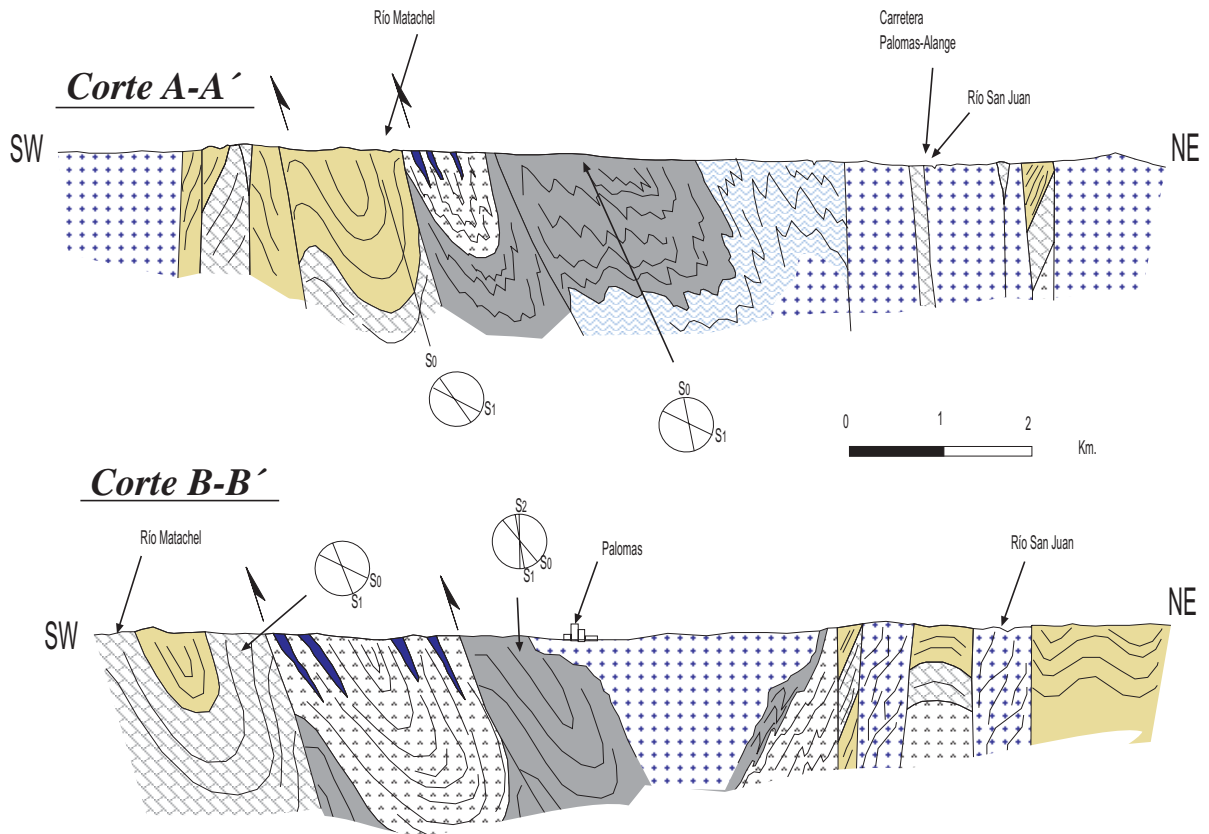 Río Matachel
Carretera
Palomas-Alange
Corte A-A´
Río San Juan
SW
NE
S0
S1
S0
S1
0 1 2
Km.
Corte B-B´
S2
Río Matachel
S0
S1
S0
S1
Palomas
Río San Juan
SW
NE